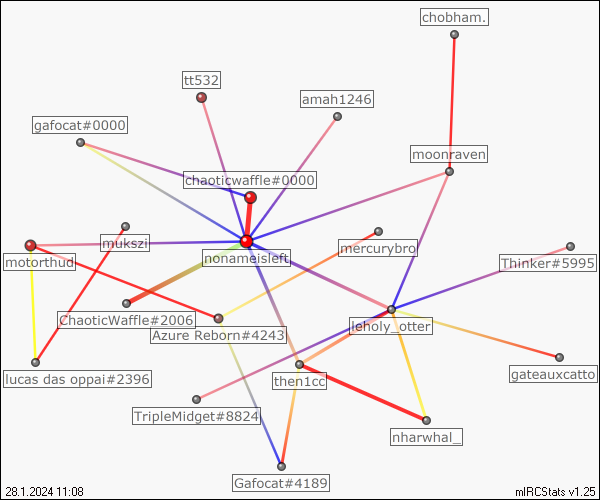 chobham.
tt532
amah1246
gafocat#0000
moonraven
chaoticwaffle#0000
mukszi
mercurybro
nonameisleft
motorthud
Thinker#5995
ChaoticWaffle#2006
leholy_otter
Azure Reborn#4243
gateauxcatto
lucas das oppai#2396
then1cc
TripleMidget#8824
nharwhal_
Gafocat#4189
28.1.2024 11:08
mIRCStats v1.25